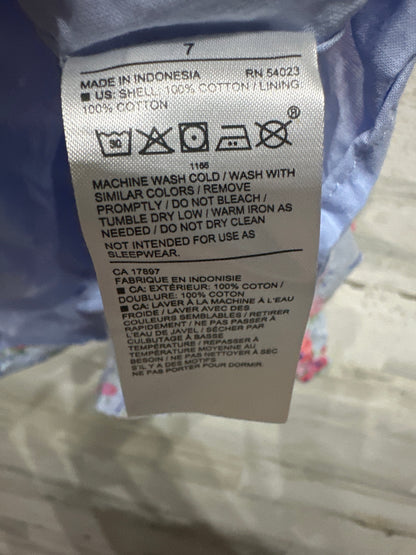 7
MADE IN INDONESIA RN 54023
■ US: SHELL: 100% COTTON / LINING
100% COTTON
30
®
1166
MACHINE WASH COLD / WASH WITH
SIMILAR COLORS / REMOVE
PROMPTLY / DO NOT BLEACH /
TUMBLE DRY LOW / WARM IRON AS
NEEDED / DO NOT DRY CLEAN
NOT INTENDED FOR USE AS
SLEEPWEAR.
CA 17897
FABRIQUE EN INDONISIE
■ CA: EXTÉRIEUR: 100% COTON /
DOUBLURE: 100% COTON
■ CA: LAVER À LA MACHINE À L'EAU
FROIDE / LAVER AVEC DES
COULEURS SEMBLABLES / RETIRER
RAPIDEMENT / NE PAS PASSER À
L'EAU DE JAVEL / SÉCHER PAR
CULBUTAGE À BASSE
TEMPÉRATURE / REPASSER À
TEMPÉRATURE MOYENNE AU
BESOIN / NE PAS NETTOYER À SEC
S'IL Y A DES MOTIFS
NE PAS PORTER POUR DORMIR.